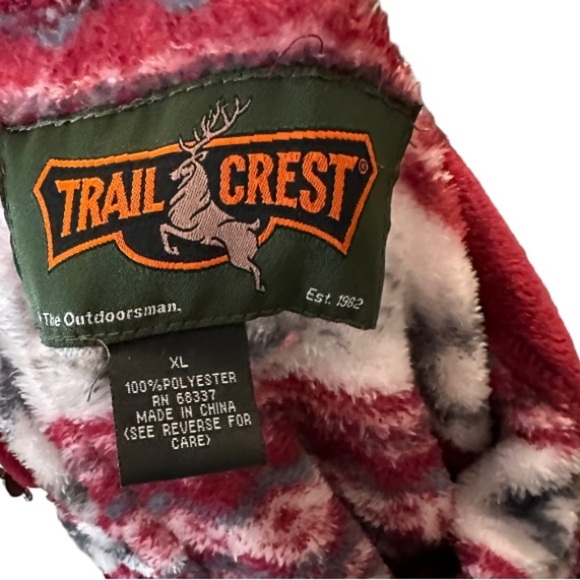 TRAIL CREST®
The Outdoorsman.
Est. 1982
XL
100%POLYESTER
RN 68337
MADE IN CHINA
(SEE REVERSE FOR
CARE)